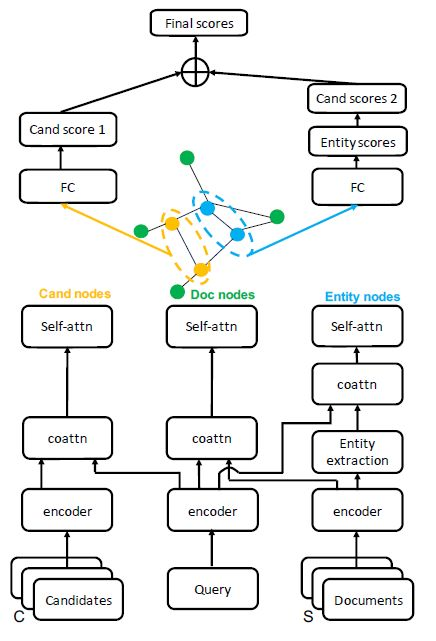 Final scores
Cand score 1
Cand scores 2
Entity scores
FC
FC
Cand nodes
Doc nodes
Entity nodes
Self-attn
Self-attn
Self-attn
coattn
coattn
coattn
Entity
extraction
encoder
encoder
encoder
Candidates
Query
Documents
C
S